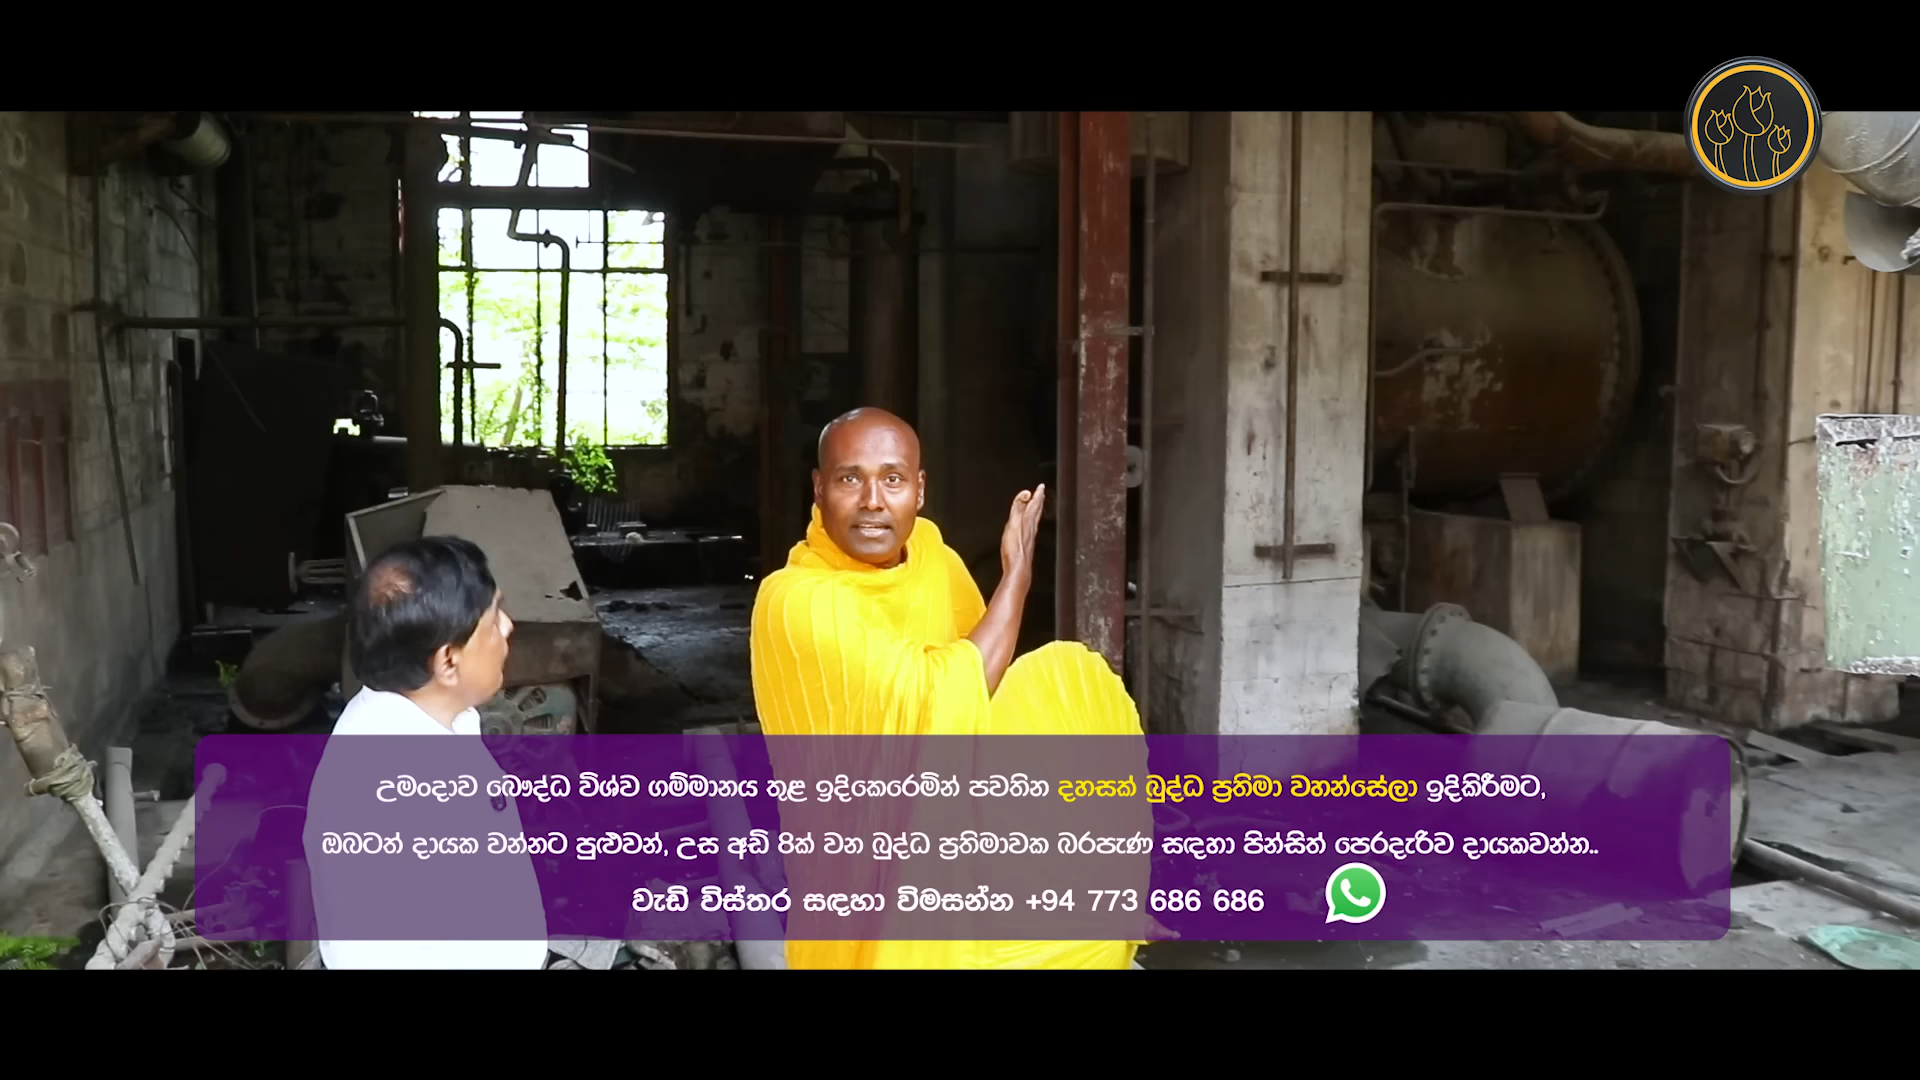 උමංදාව බෞද්ධ විශ්ව ගම්මානය තුළ ඉදිකෙරෙමින් පවතින දහසක් බුද්ධ ප්‍රතිමා වහන්සේලා ඉදිකිරීමට,
ඔබටත් දායක වන්නට පුළුවන්, උස අඩි 8ක් වන බුද්ධ ප්‍රතිමාවක බරපැණ සඳහා පින්සිත් පෙරදැරිව දායකවන්න..
වැඩි විස්තර සඳහා විමසන්න +94 773 686 686